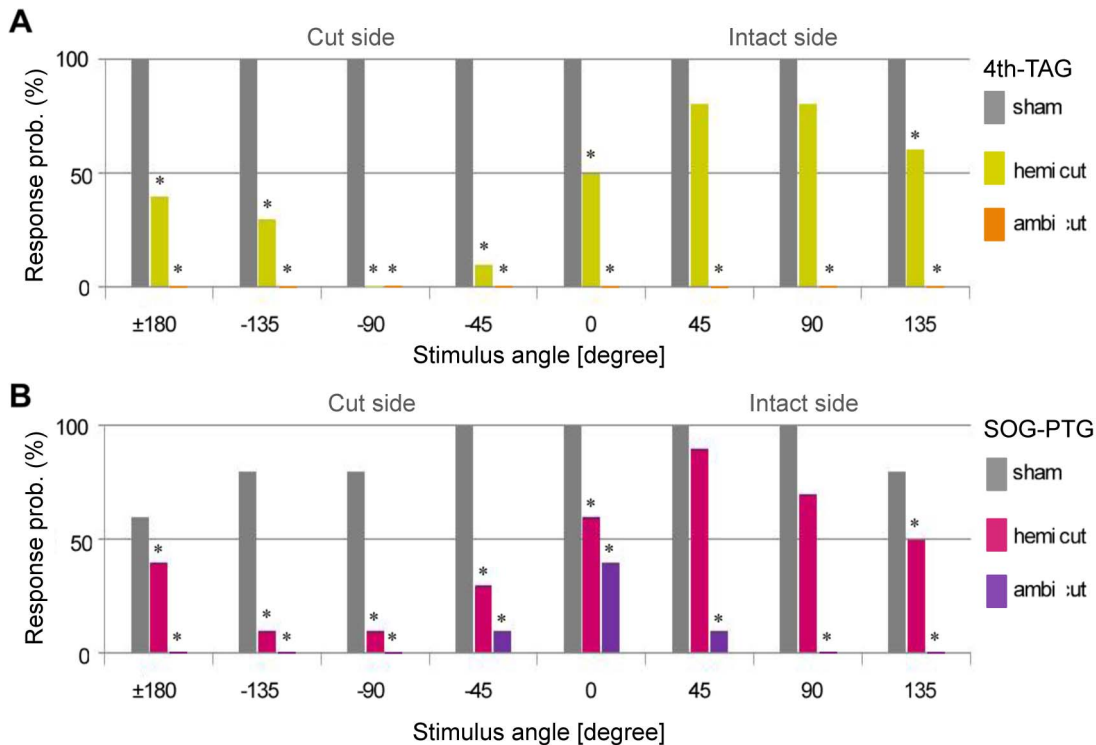 A
Cut side
Intact side
4th-TAG
sham
hemi cut
ambi cut
Response prob. (%)
100
50
0
* * * * * * * * * * * * * *
±180 -135 -90 -45 0 45 90 135
Stimulus angle [degree]
B
Cut side
Intact side
SOG-PTG
sham
hemi cut
ambi cut
Response prob. (%)
100
50
0
* * * * * * * * * * * * * *
±180 -135 -90 -45 0 45 90 135
Stimulus angle [degree]